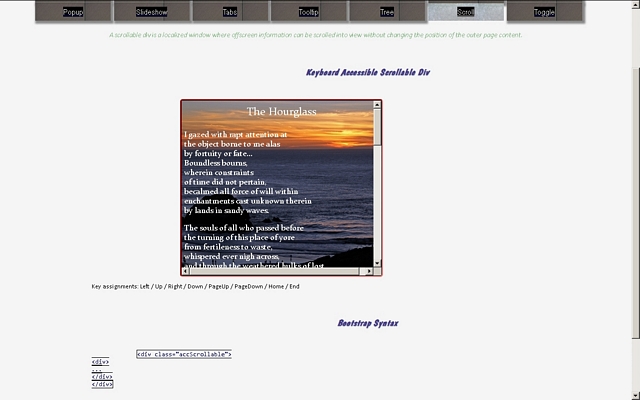 Popup Slideshow Tabs Tooltip Tree Scroll Toggle
A scrollable div is a localized window where offscreen information can be scrolled into view without changing the position of the outer page content.
Keyboard Accessible Scrollable Div
The Hourglass
I gazed with rapt attention at
the object borne to me alas
by fortuity or fate...
Boundless bourns,
wherein constraints
of time did not pertain,
becalmed all force of will within
enchantments cast unknown therein
by lands in sandy waves.
The souls of all who passed before
the turning of this place of yore
from fertileness to waste,
whispered ever nigh across,
and through the weathered hulks of lost
Key assignments: Left / Up / Right / Down / PageUp / PageDown / Home / End
Bootstrap Syntax
<div class="accScrollable">
<div>
...
</div>
</div>